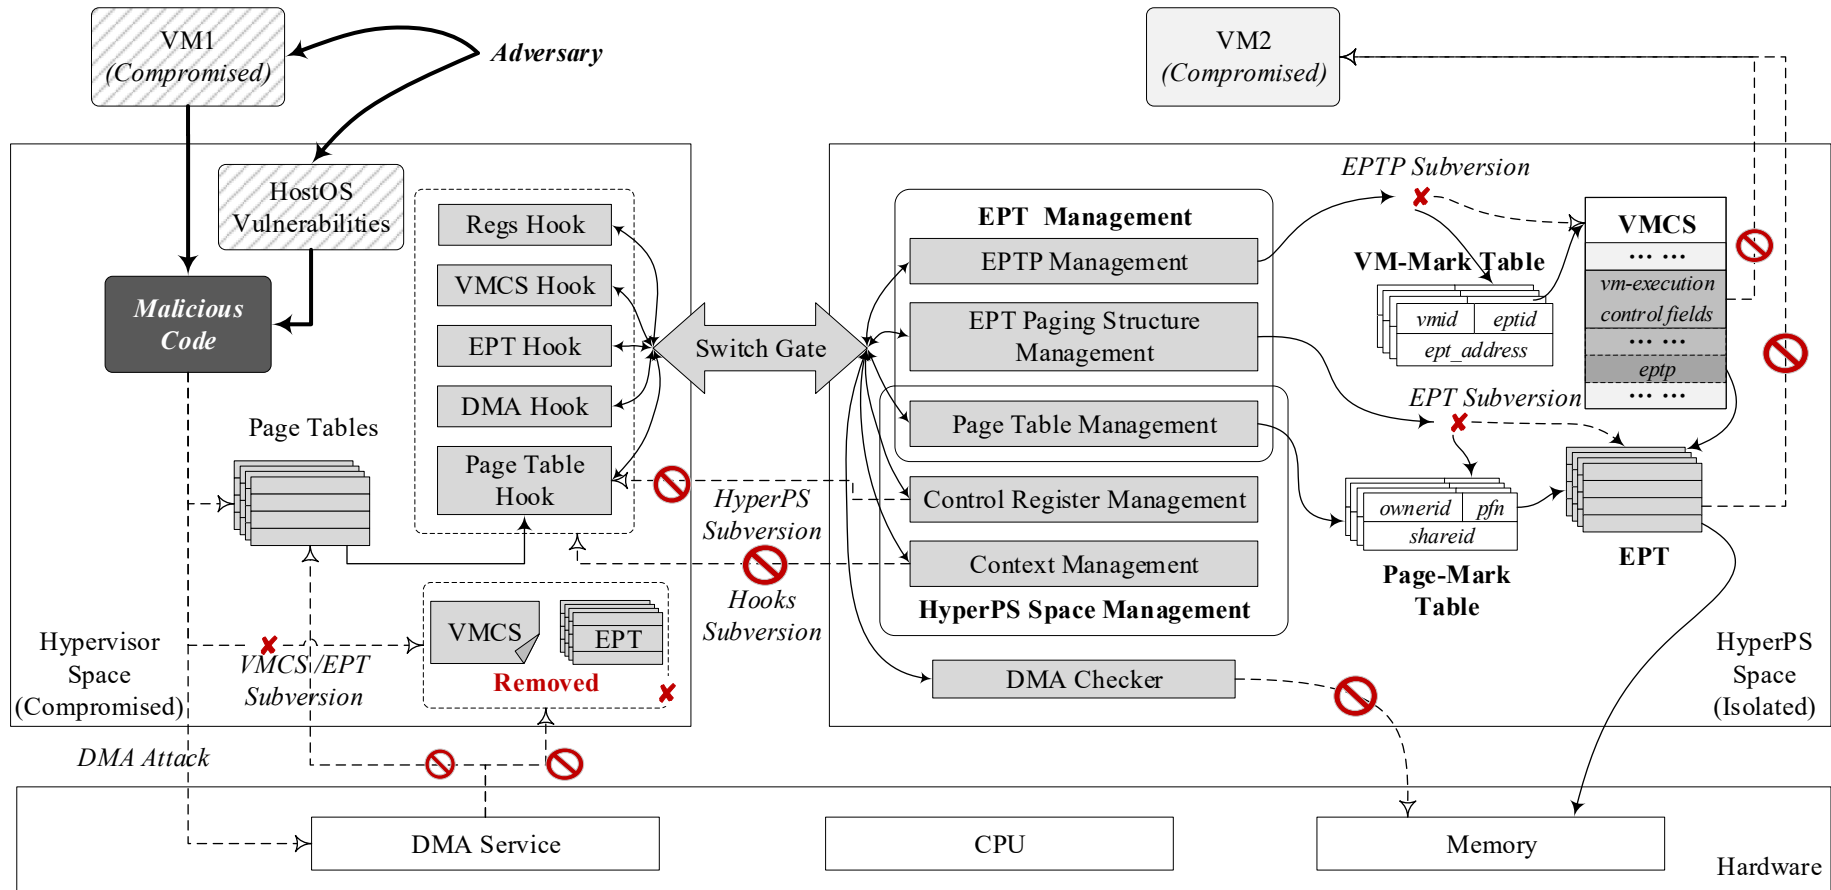 VM1
(Compromised)
Adversary
VM2
(Compromised)
HostOS
Vulnerabilities
Malicious
Code
Page Tables
Regs Hook
VMCS Hook
EPT Hook
DMA Hook
Page Table
Hook
Switch Gate
HyperPS
Subversion
Hooks
Subversion
VMCS
EPT
Removed
VMCS /EPT
Subversion
Hypervisor
Space
(Compromised)
DMA Attack
EPT Management
EPTP Management
EPT Paging Structure
Management
Page Table Management
Control Register Management
Context Management
HyperPS Space Management
DMA Checker
EPTP Subversion
VM-Mark Table
vmid
eptid
ept_address
VMCS
... ...
vm-execution
control fields
... ...
eptp
... ...
EPT Subversion
ownerid
pfn
shareid
Page-Mark
Table
EPT
HyperPS
Space
(Isolated)
DMA Service
CPU
Memory
Hardware